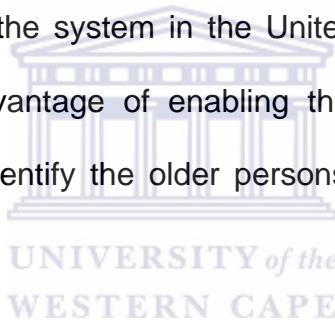 the system in the Unite
vantage of enabling th
entify the older persons
UNIVERSITY of the
WESTERN CAPE